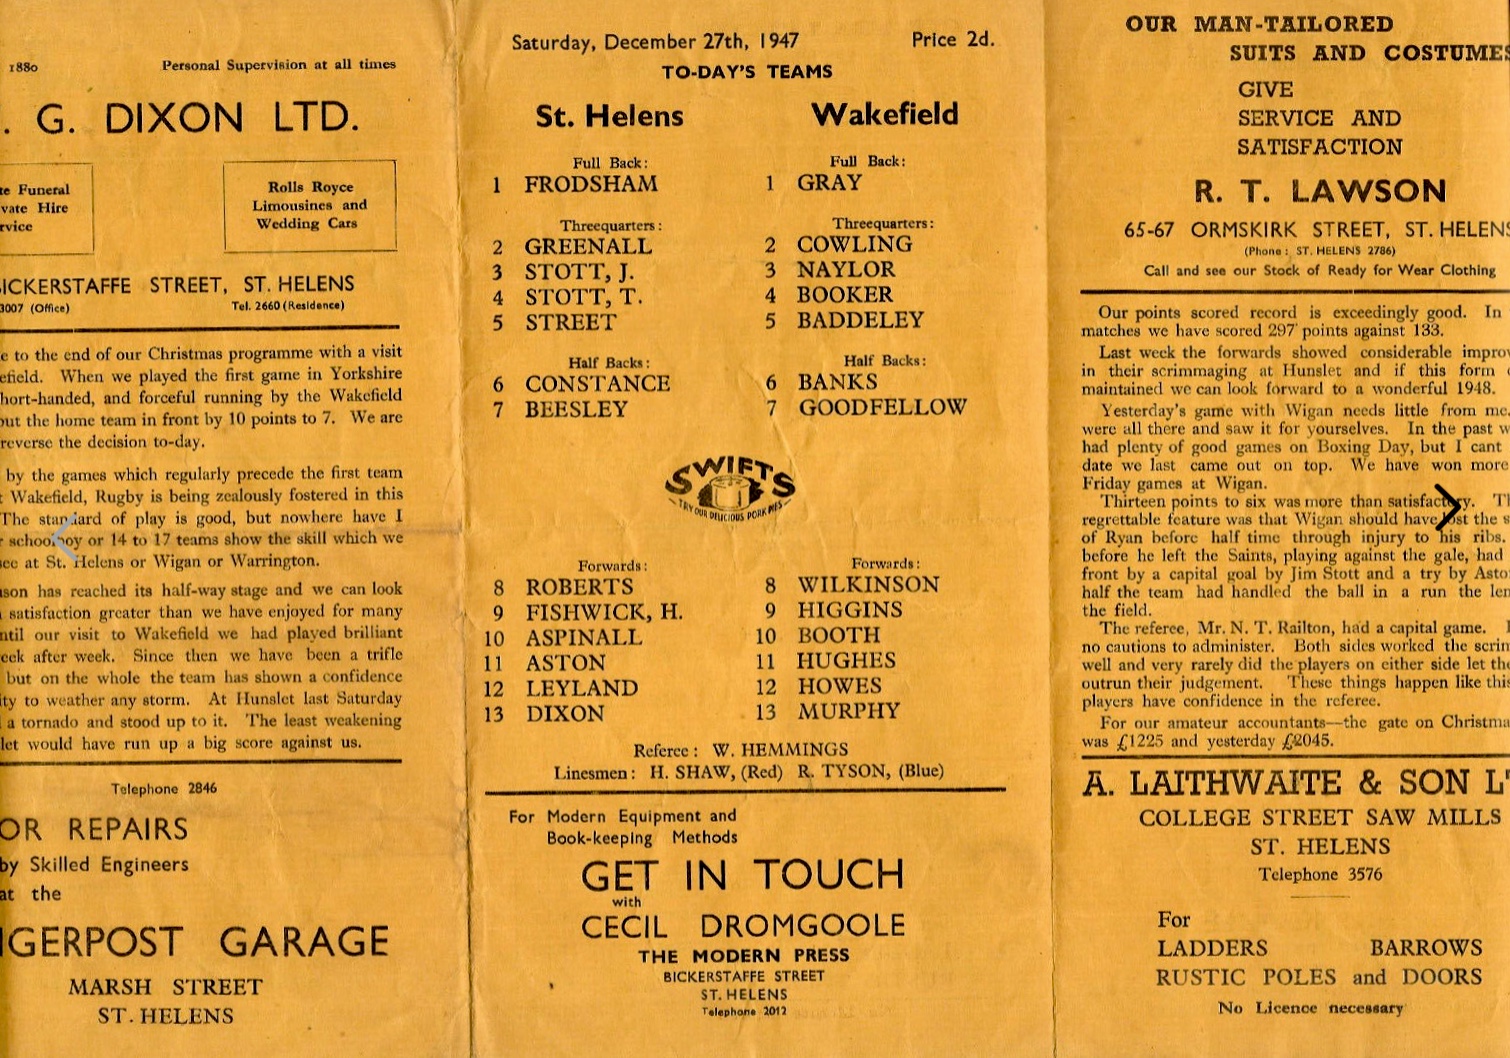 1880 Personal Supervision at all times
. G. DIXON LTD.
te Funeral
vate Hire
rvice
Rolls Royce
Limousines and
Wedding Cars
BICKERSTAFFE STREET, ST. HELENS
3007 (Office) Tel. 2660 (Residence)
e to the end of our Christmas programme with a visit
efield. When we played the first game in Yorkshire
hort-handed, and forceful running by the Wakefield
out the home team in front by 10 points to 7. We are
reverse the decision to-day.
by the games which regularly precede the first team
t Wakefield, Rugby is being zealously fostered in this
The standard of play is good, but nowhere have I
r schoolboy or 14 to 17 teams show the skill which we
see at St. Helens or Wigan or Warrington.
son has reached its half-way stage and we can look
satisfaction greater than we have enjoyed for many
ntil our visit to Wakefield we had played brilliant
eek after week. Since then we have been a trifle
but on the whole the team has shown a confidence
ity to weather any storm. At Hunslet last Saturday
a tornado and stood up to it. The least weakening
let would have run up a big score against us.
Telephone 2846
OR REPAIRS
by Skilled Engineers
at the
GERPOST GARAGE
MARSH STREET
ST. HELENS
Saturday, December 27th, 1947 Price 2d.
TO-DAY'S TEAMS
St. Helens Wakefield
Full Back: Full Back:
1 FRODSHAM 1 GRAY
Threequarters: Threequarters:
2 GREENALL 2 COWLING
3 STOTT, J. 3 NAYLOR
4 STOTT, T. 4 BOOKER
5 STREET 5 BADDELEY
Half Backs: Half Backs:
6 CONSTANCE 6 BANKS
7 BEESLEY 7 GOODFELLOW
SWIFTS
—TRY OUR DELICIOUS PORK PIES—
Forwards: Forwards:
8 ROBERTS 8 WILKINSON
9 FISHWICK, H. 9 HIGGINS
10 ASPINALL 10 BOOTH
11 ASTON 11 HUGHES
12 LEYLAND 12 HOWES
13 DIXON 13 MURPHY
Referee: W. HEMMINGS
Linesmen: H. SHAW, (Red) R. TYSON, (Blue)
For Modern Equipment and
Book-keeping Methods
GET IN TOUCH
with
CECIL DROMGOOLE
THE MODERN PRESS
BICKERSTAFFE STREET
ST. HELENS
Telephone 2012
OUR MAN-TAILORED
SUITS AND COSTUMES
GIVE
SERVICE AND
SATISFACTION
R. T. LAWSON
65-67 ORMSKIRK STREET, ST. HELENS
(Phone: ST. HELENS 2786)
Call and see our Stock of Ready for Wear Clothing
Our points scored record is exceedingly good. In
matches we have scored 297 points against 133.
Last week the forwards showed considerable improv
in their scrimmaging at Hunslet and if this form
maintained we can look forward to a wonderful 1948.
Yesterday's game with Wigan needs little from me.
were all there and saw it for yourselves. In the past w
had plenty of good games on Boxing Day, but I cant
date we last came out on top. We have won more
Friday games at Wigan.
Thirteen points to six was more than satisfactory. T
regrettable feature was that Wigan should have lost the s
of Ryan before half time through injury to his ribs.
before he left the Saints, playing against the gale, had
front by a capital goal by Jim Stott and a try by Asto
half the team had handled the ball in a run the len
the field.
The referee, Mr. N. T. Railton, had a capital game.
no cautions to administer. Both sides worked the scrim
well and very rarely did the players on either side let the
outrun their judgement. These things happen like this
players have confidence in the referee.
For our amateur accountants—the gate on Christma
was £1225 and yesterday £2045.
A. LAITHWAITE & SON LT
COLLEGE STREET SAW MILLS
ST. HELENS
Telephone 3576
For
LADDERS BARROWS
RUSTIC POLES and DOORS
No Licence necessary